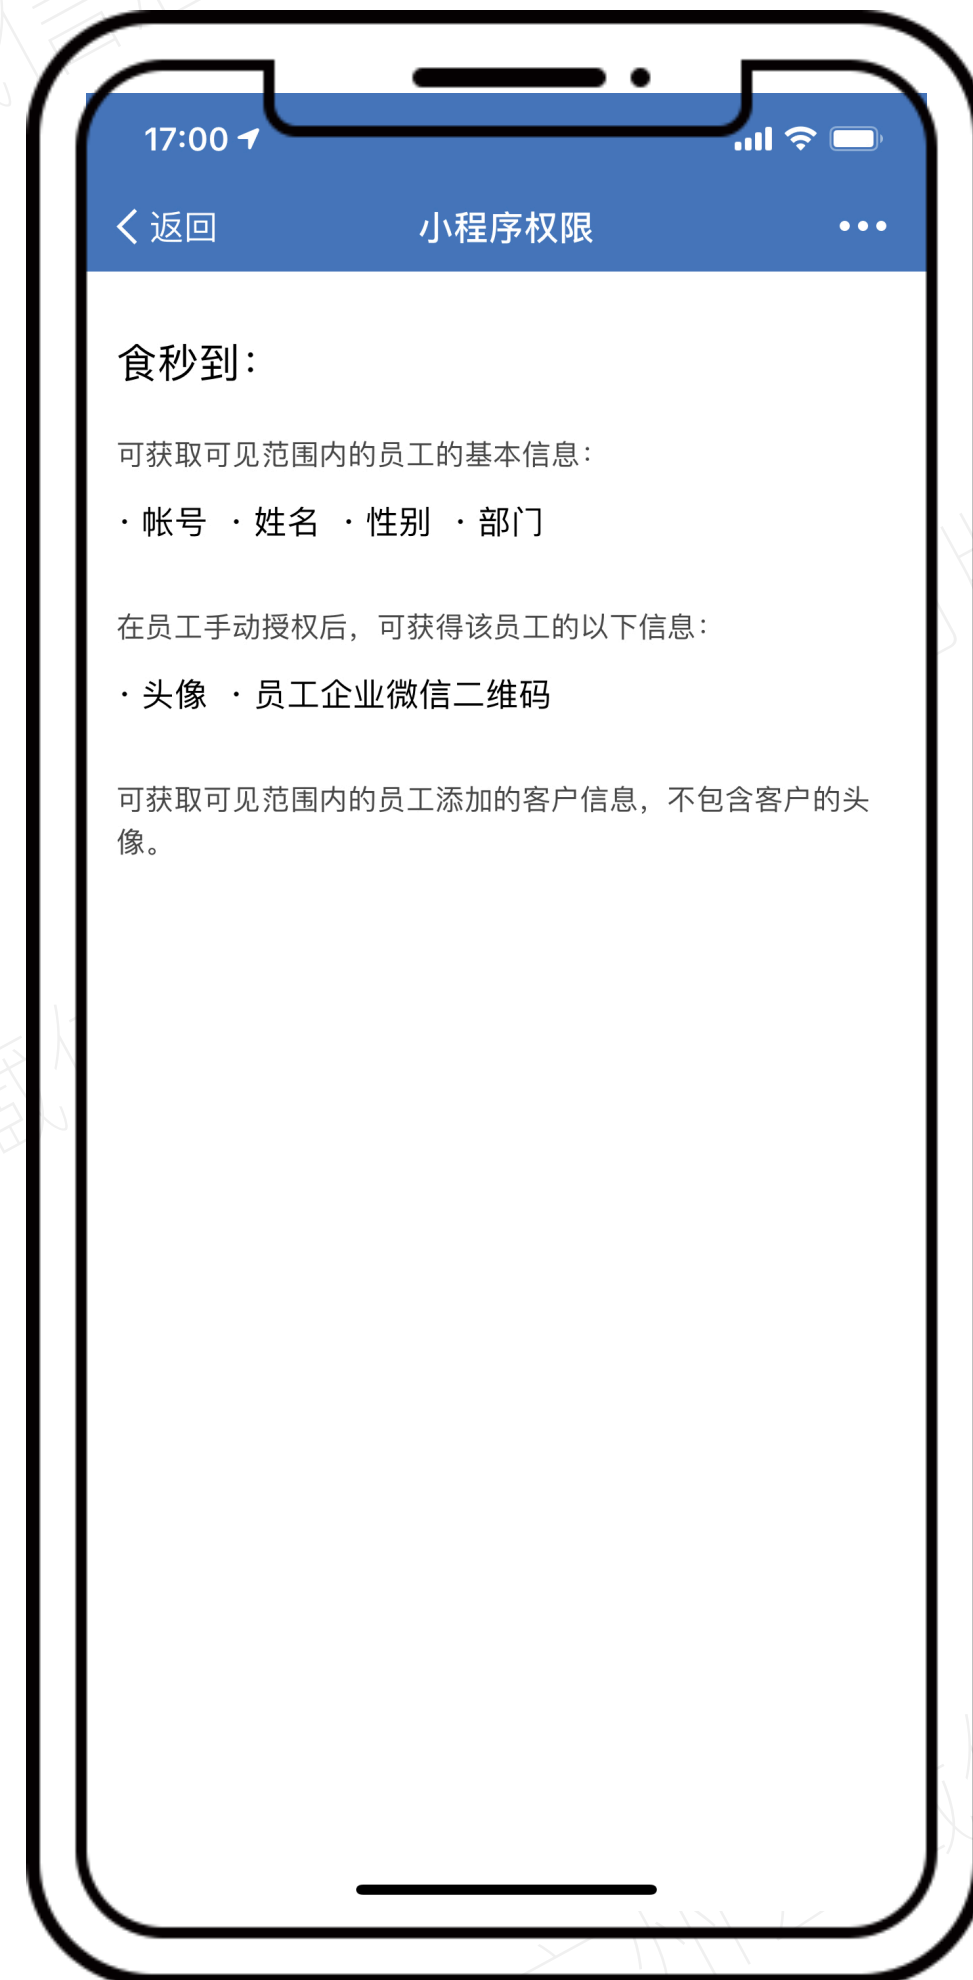 17:00
返回
小程序权限
食秒到：
可获取可见范围内的员工的基本信息：
· 帐号 · 姓名 · 性别 · 部门
在员工手动授权后，可获得该员工的以下信息：
· 头像 · 员工企业微信二维码
可获取可见范围内的员工添加的客户信息，不包含客户的头
像。